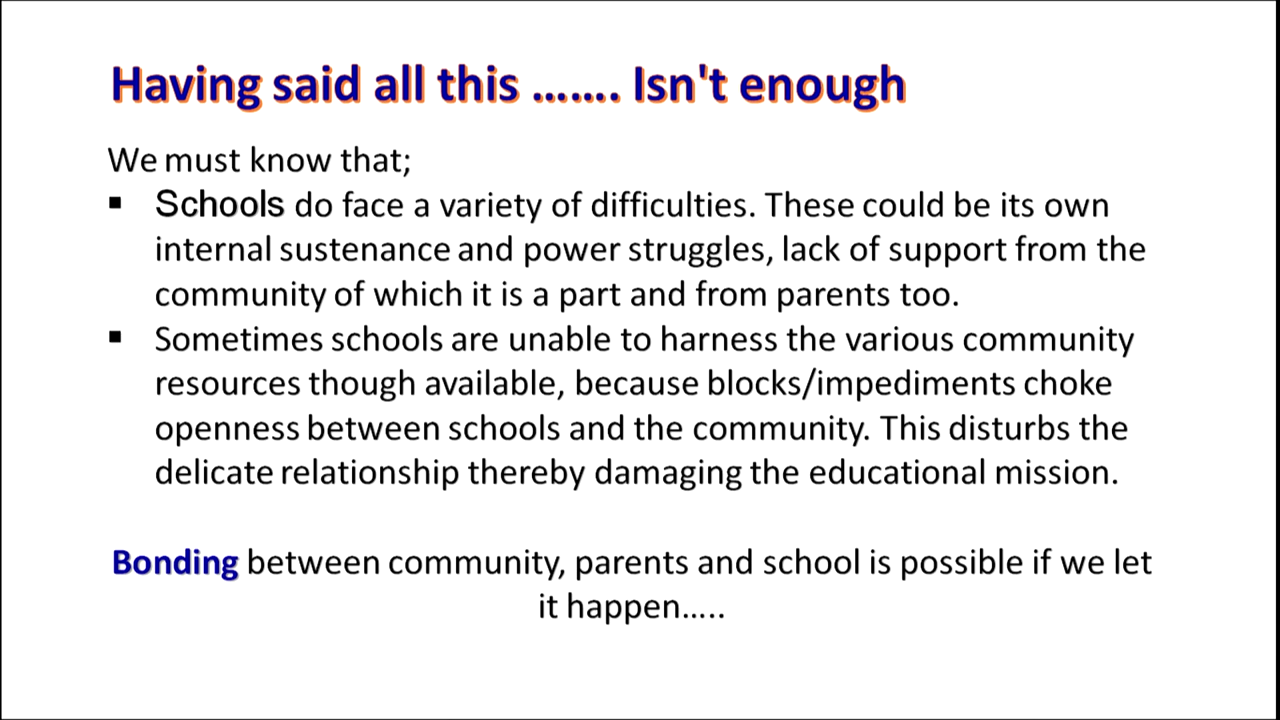 Having said all this ……. Isn't enough
We must know that;
▪ Schools do face a variety of difficulties. These could be its own
internal sustenance and power struggles, lack of support from the
community of which it is a part and from parents too.
▪ Sometimes schools are unable to harness the various community
resources though available, because blocks/impediments choke
openness between schools and the community. This disturbs the
delicate relationship thereby damaging the educational mission.
Bonding between community, parents and school is possible if we let
it happen…..